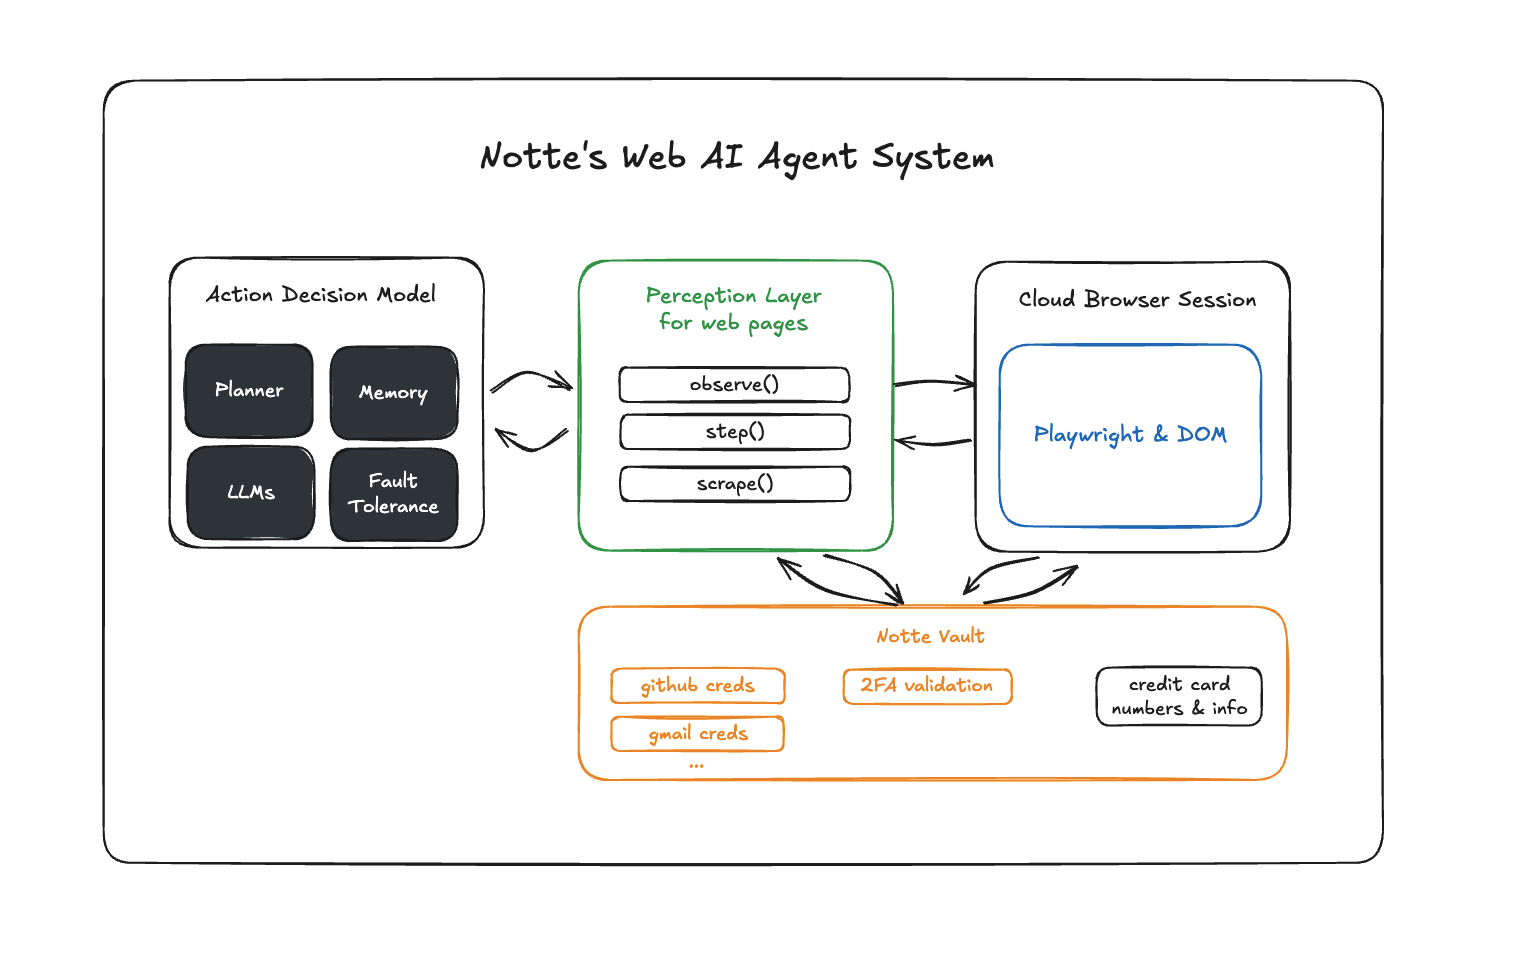 Notte's Web AI Agent System
Action Decision Model
Planner
Memory
LLMs
Fault
Tolerance
Perception Layer
for web pages
observe()
step()
scrape()
Cloud Browser Session
Playwright & DOM
Notte Vault
github creds
gmail creds
...
2FA validation
credit card
numbers & info